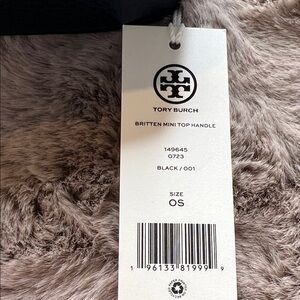 TORY BURCH
BRITTEN MINI TOP HANDLE
149645
0723
BLACK / 001
SIZE
OS
1 96133 81999 9